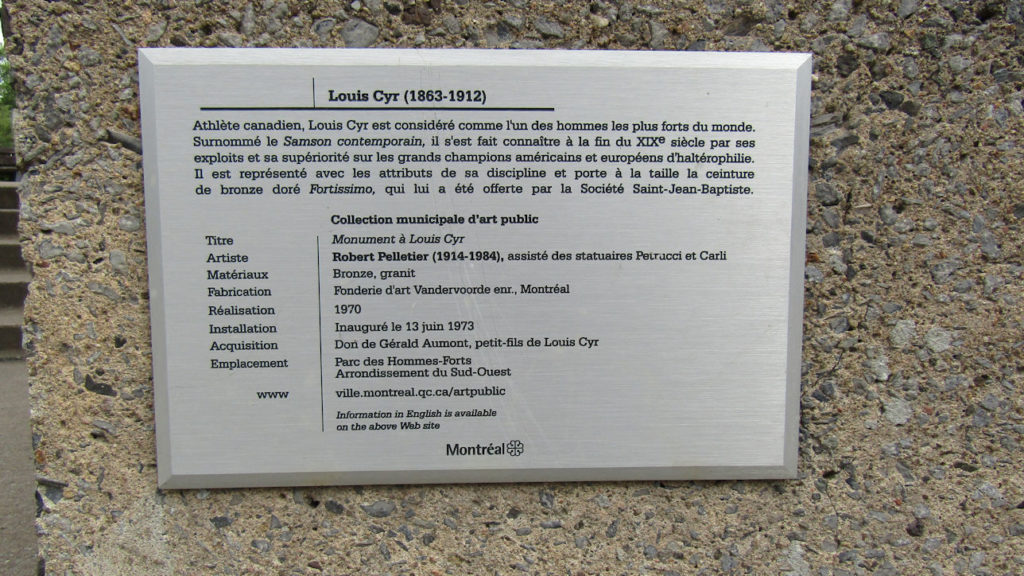 Louis Cyr (1863-1912)
Athlète canadien, Louis Cyr est considéré comme l'un des hommes les plus forts du monde.
Surnommé le Samson contemporain, il s'est fait connaître à la fin du XIXe siècle par ses
exploits et sa supériorité sur les grands champions américains et européens d'haltérophilie.
Il est représenté avec les attributs de sa discipline et porte à la taille la ceinture
de bronze doré Fortissimo, qui lui a été offerte par la Société Saint-Jean-Baptiste.
Collection municipale d'art public
Titre Monument à Louis Cyr
Artiste Robert Pelletier (1914-1984), assisté des statuaires Petrucci et Carli
Matériaux Bronze, granit
Fabrication Fonderie d'art Vandervoorde enr., Montréal
Réalisation 1970
Installation Inauguré le 13 juin 1973
Acquisition Don de Gérald Aumont, petit-fils de Louis Cyr
Emplacement Parc des Hommes-Forts
Arrondissement du Sud-Ouest
www ville.montreal.qc.ca/artpublic
Information in English is available
on the above Web site
Montréal